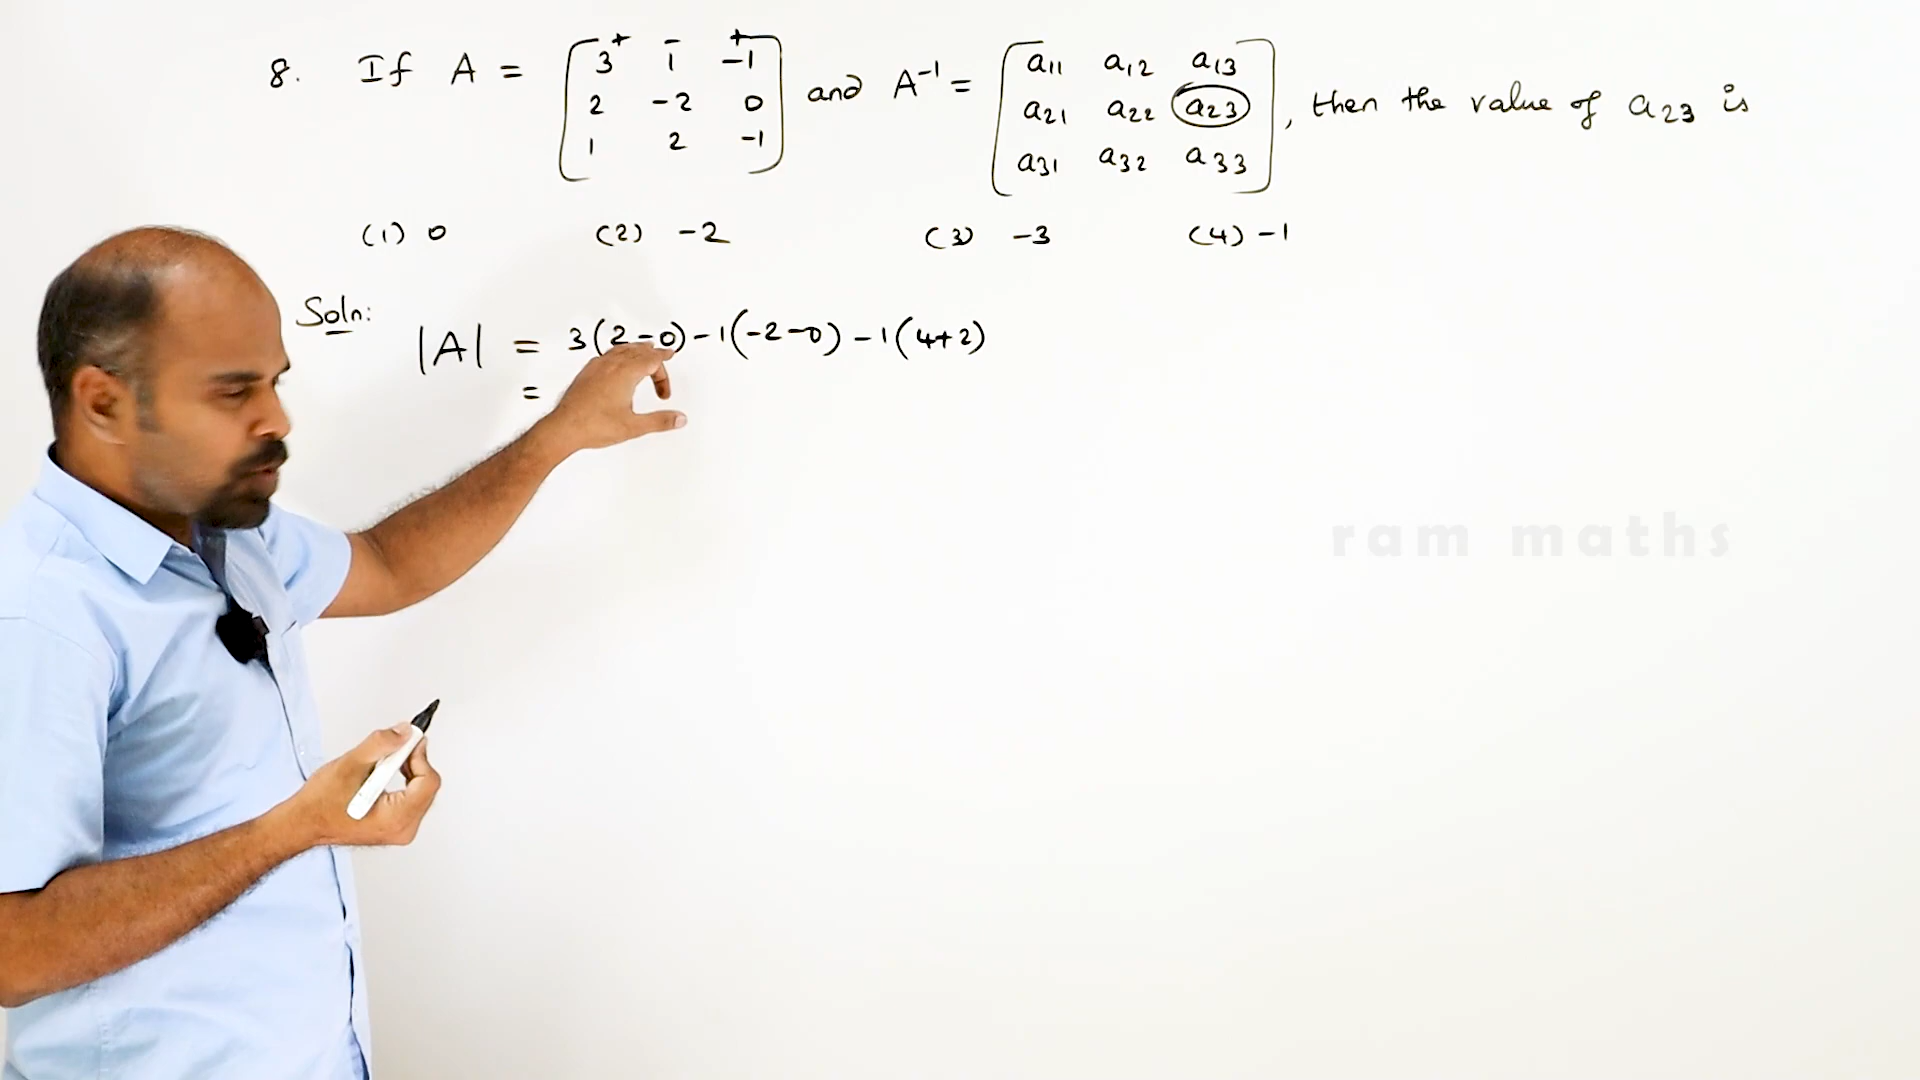 8. If A = [3 1 -1 and A⁻¹ = [a11 a12 a13
2 -2 0 a21 a22 a23 , then the value of a23 is
1 2 -1] a31 a32 a33]
+ - +
(1) 0 (2) -2 (3) -3 (4) -1
Soln:
|A| = 3(2-0)-1(-2-0)-1(4+2)
=
ram maths